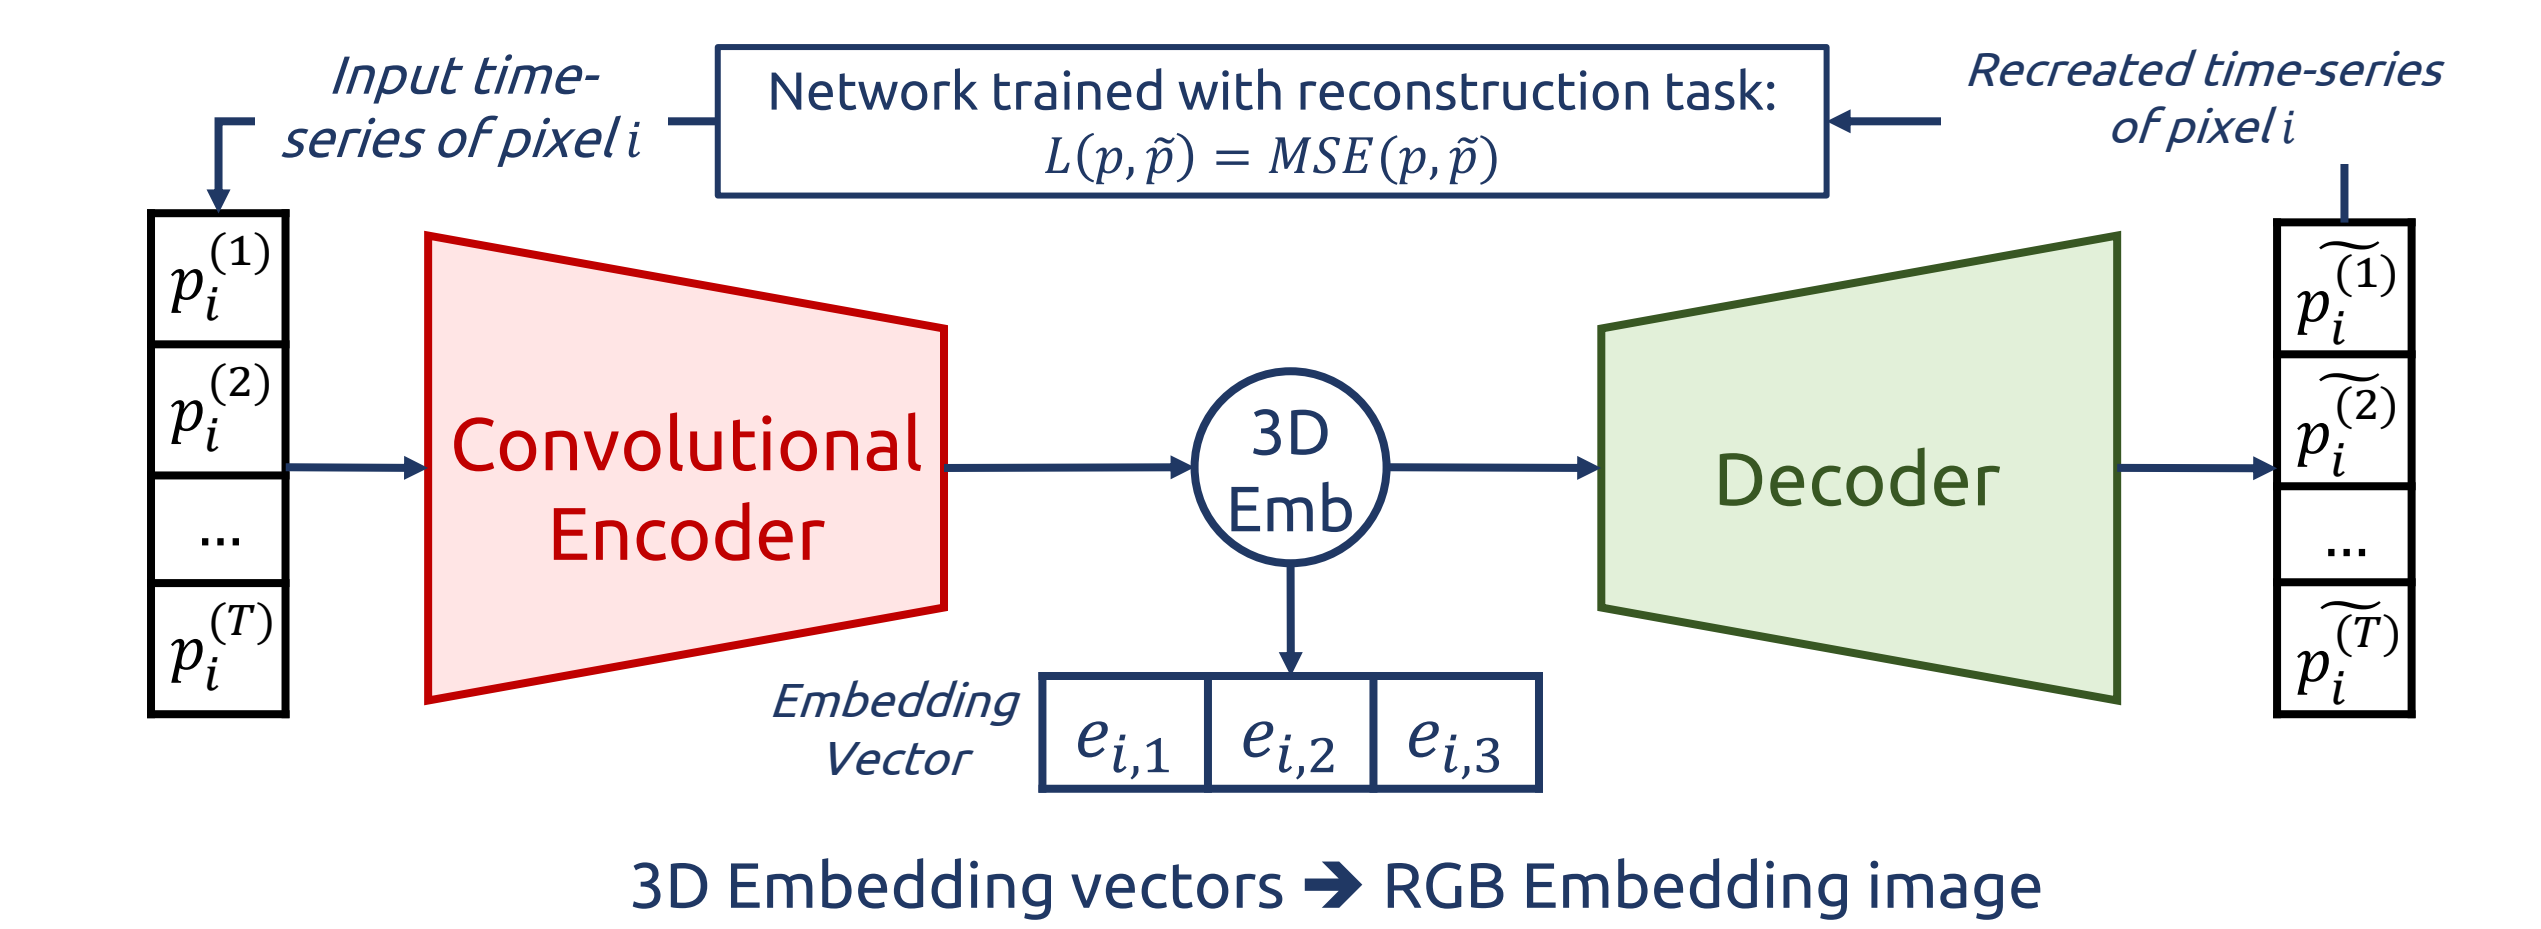 Input time-
series of pixel i
Network trained with reconstruction task:
L(p, p̃) = MSE(p, p̃)
Recreated time-series
of pixel i
p_i^(1)
p_i^(2)
...
p_i^(T)
Convolutional
Encoder
3D
Emb
Decoder
p_i^(1)~
p_i^(2)~
...
p_i^(T)~
Embedding
Vector
e_i,1 e_i,2 e_i,3
3D Embedding vectors ➔ RGB Embedding image